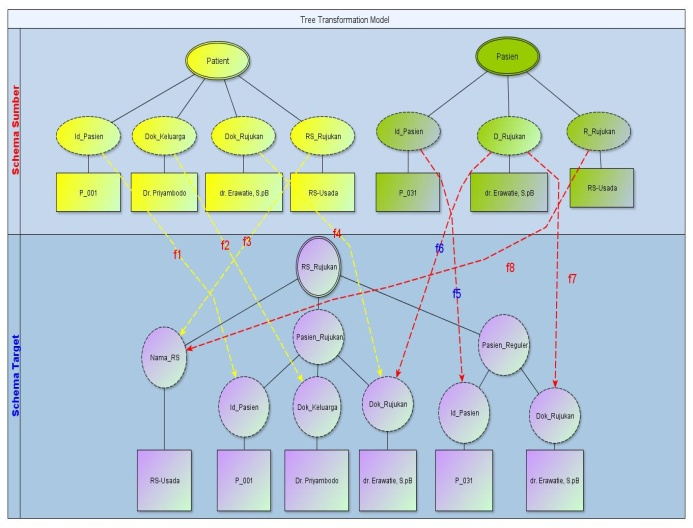 Tree Transformation Model
Schema Sumber
Patient
Pasien
Id_Pasien
Dok_Keluarga
Dok_Rujukan
RS_Rujukan
Id_Pasien
D_Rujukan
R_Rujukan
P_001
Dr. Priyambodo
dr. Erawatie, S.pB
RS-Usada
P_031
dr. Erawatie, S.pB
RS-Usada
f1
f2
f3
f4
f6
f8
f5
f7
Schema Target
RS_Rujukan
Nama_RS
Pasien_Rujukan
Pasien_Reguler
Id_Pasien
Dok_Keluarga
Dok_Rujukan
Id_Pasien
Dok_Rujukan
RS-Usada
P_001
Dr. Priyambodo
dr. Erawatie, S.pB
P_031
dr. Erawatie, S.pB